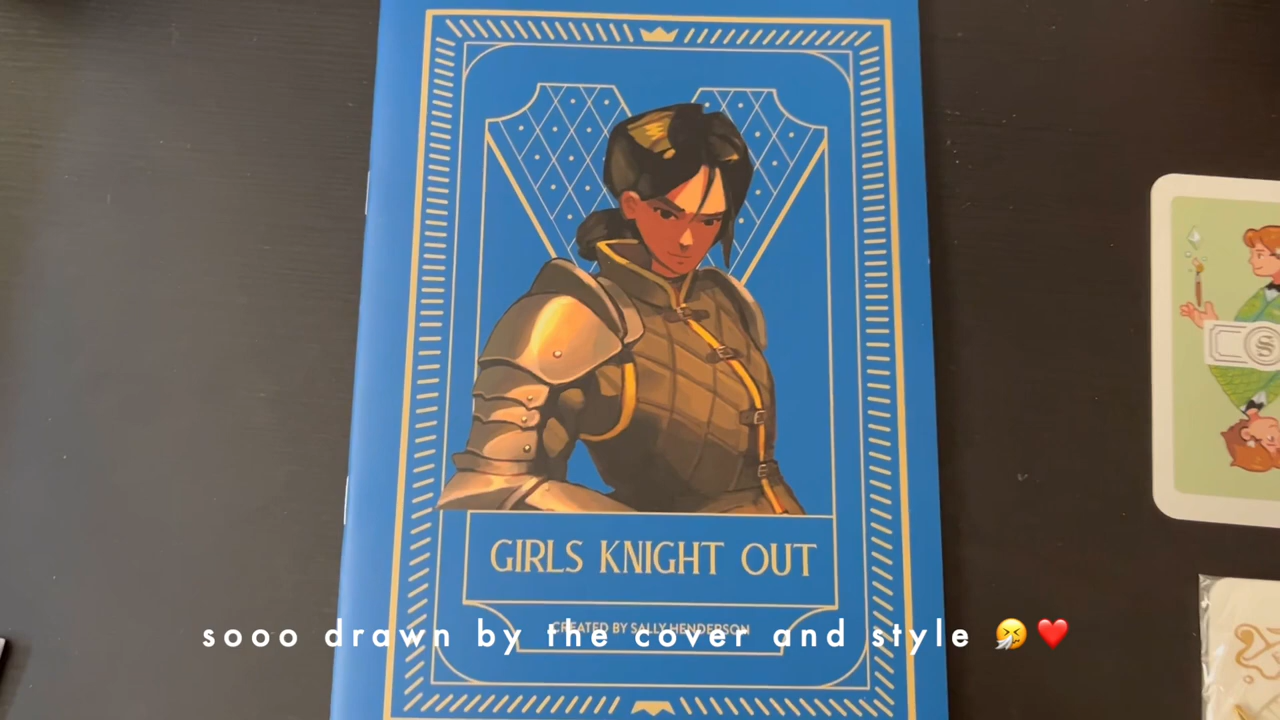 GIRLS KNIGHT OUT
CREATED BY SALLY HENDERSON
sooo drawn by the cover and style 🤧❤️
S